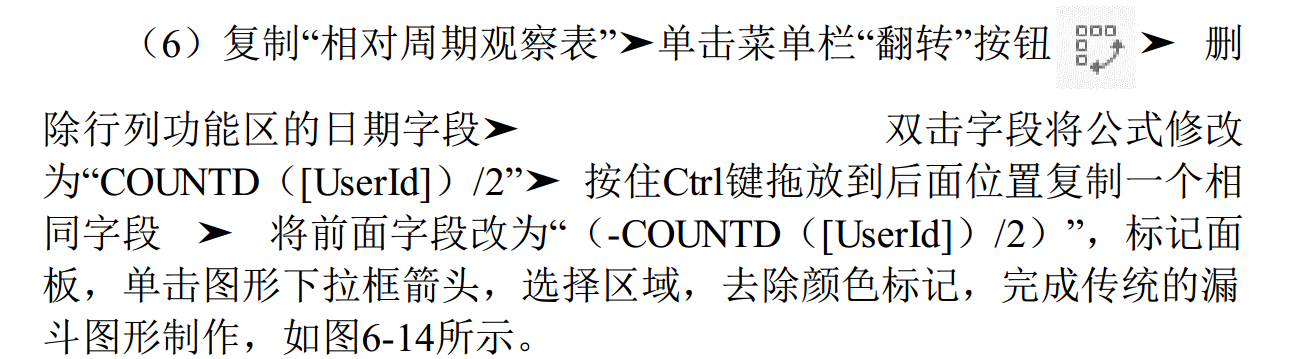 （6）复制“相对周期观察表”➤单击菜单栏“翻转”按钮 ➤ 删
除行列功能区的日期字段➤ 双击字段将公式修改
为“COUNTD（[UserId]）/2”➤ 按住Ctrl键拖放到后面位置复制一个相
同字段 ➤ 将前面字段改为“（-COUNTD（[UserId]）/2）”，标记面
板，单击图形下拉框箭头，选择区域，去除颜色标记，完成传统的漏
斗图形制作，如图6-14所示。